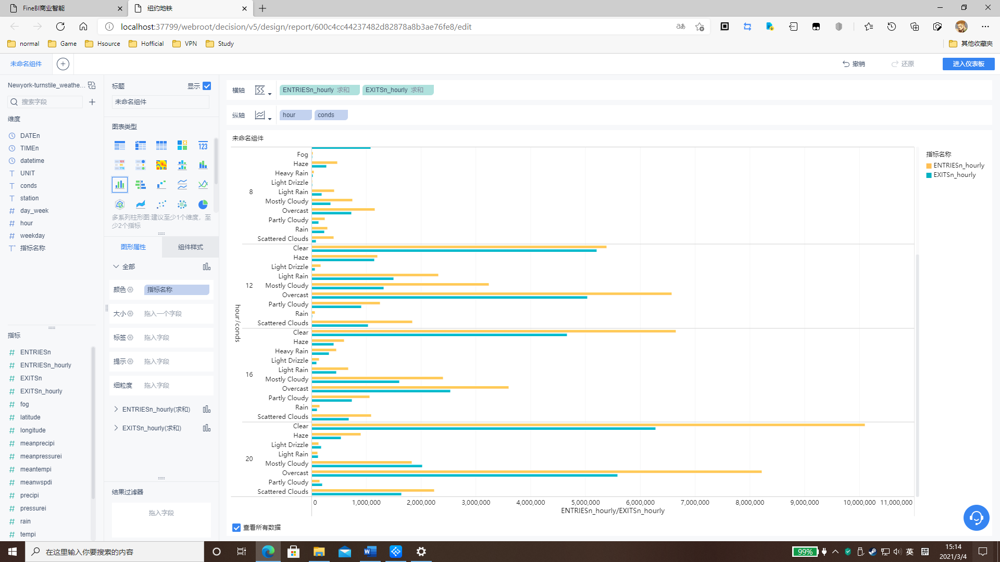 FineBI商业智能
纽约地铁
localhost:37799/webroot/decision/v5/design/report/600c4cc44237482d82878a8b3ae76fe8/edit
normal
Game
Hsource
Hofficial
VPN
Study
其他收藏夹
未命名组件
撤销
还原
进入仪表板
Newyork-turnstile_weathe...
搜索字段
维度
DATEn
TIMEn
datetime
UNIT
conds
station
day_week
hour
weekday
指标名称
指标
ENTRIESn
ENTRIESn_hourly
EXITSn
EXITSn_hourly
fog
latitude
longitude
meanprecipi
meanpressurei
meantempi
meanwspdi
precipi
pressurei
rain
tempi
标题
显示
未命名组件
图表类型
123
多系列柱形图:建议至少1个维度，至
少2个指标
图形属性
组件样式
全部
颜色
指标名称
大小
拖入一个字段
标签
拖入字段
提示
拖入字段
细粒度
拖入字段
ENTRIESn_hourly(求和)
EXITSn_hourly(求和)
结果过滤器
拖入字段
横轴
ENTRIESn_hourly 求和
EXITSn_hourly 求和
纵轴
hour
conds
未命名组件
hour/conds
8
Fog
Haze
Heavy Rain
Light Drizzle
Light Rain
Mostly Cloudy
Overcast
Partly Cloudy
Rain
Scattered Clouds
12
Clear
Haze
Light Drizzle
Light Rain
Mostly Cloudy
Overcast
Partly Cloudy
Rain
Scattered Clouds
16
Clear
Haze
Heavy Rain
Light Drizzle
Light Rain
Mostly Cloudy
Overcast
Partly Cloudy
Rain
Scattered Clouds
20
Clear
Haze
Light Drizzle
Light Rain
Mostly Cloudy
Overcast
Partly Cloudy
Scattered Clouds
0
1,000,000
2,000,000
3,000,000
4,000,000
5,000,000
6,000,000
7,000,000
8,000,000
9,000,000
10,000,000
11,000,000
ENTRIESn_hourly/EXITSn_hourly
指标名称
ENTRIESn_hourly
EXITSn_hourly
查看所有数据
在这里输入你要搜索的内容
99%
英
拼
15:14
2021/3/4